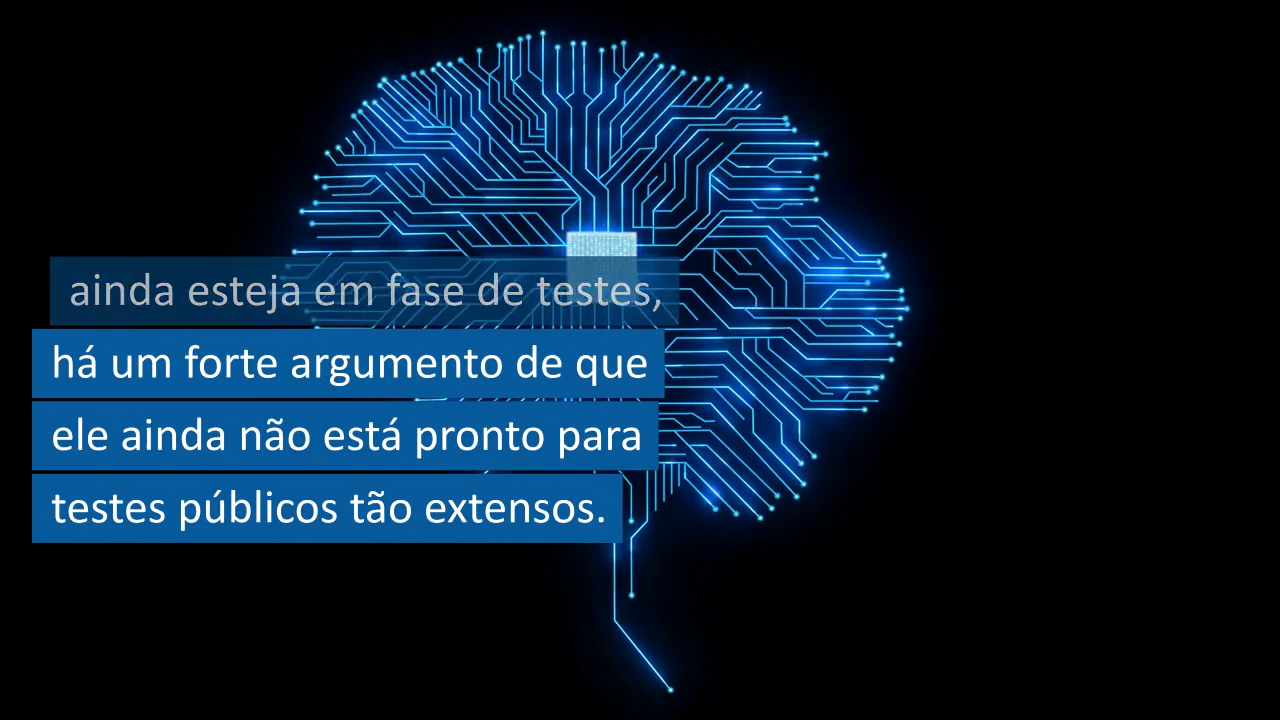 ainda esteja em fase de testes,
há um forte argumento de que
ele ainda não está pronto para
testes públicos tão extensos.